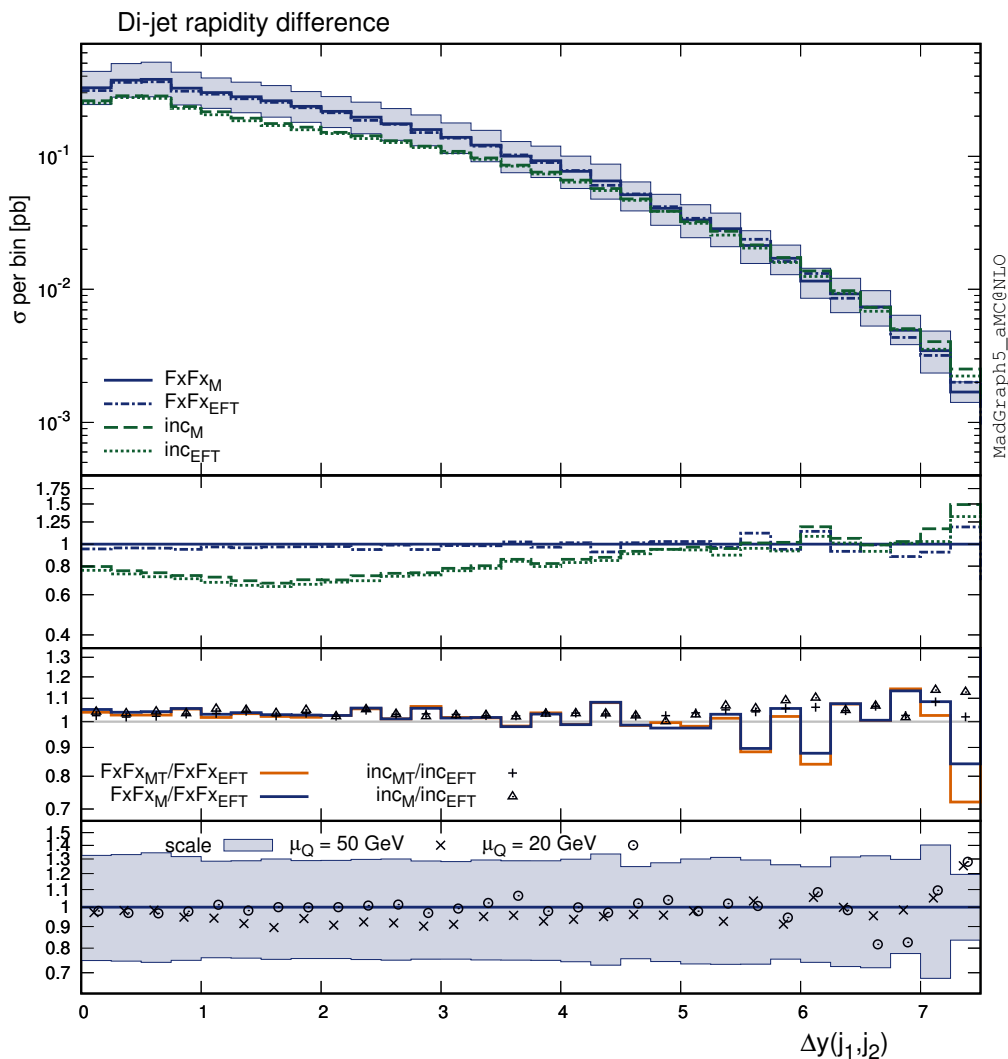 Di-jet rapidity difference
σ per bin [pb]
10⁻¹
10⁻²
10⁻³
FxFx_M
FxFx_EFT
inc_M
inc_EFT
MadGraph5_aMC@NLO
1.75
1.5
1.25
1
0.8
0.6
0.4
1.3
1.2
1.1
1
0.9
0.8
0.7
FxFx_MT/FxFx_EFT inc_MT/inc_EFT
FxFx_M/FxFx_EFT inc_M/inc_EFT
1.5
1.4
1.3
1.2
1.1
1
0.9
0.8
0.7
scale μ_Q = 50 GeV μ_Q = 20 GeV
0 1 2 3 4 5 6 7
Δy(j₁,j₂)